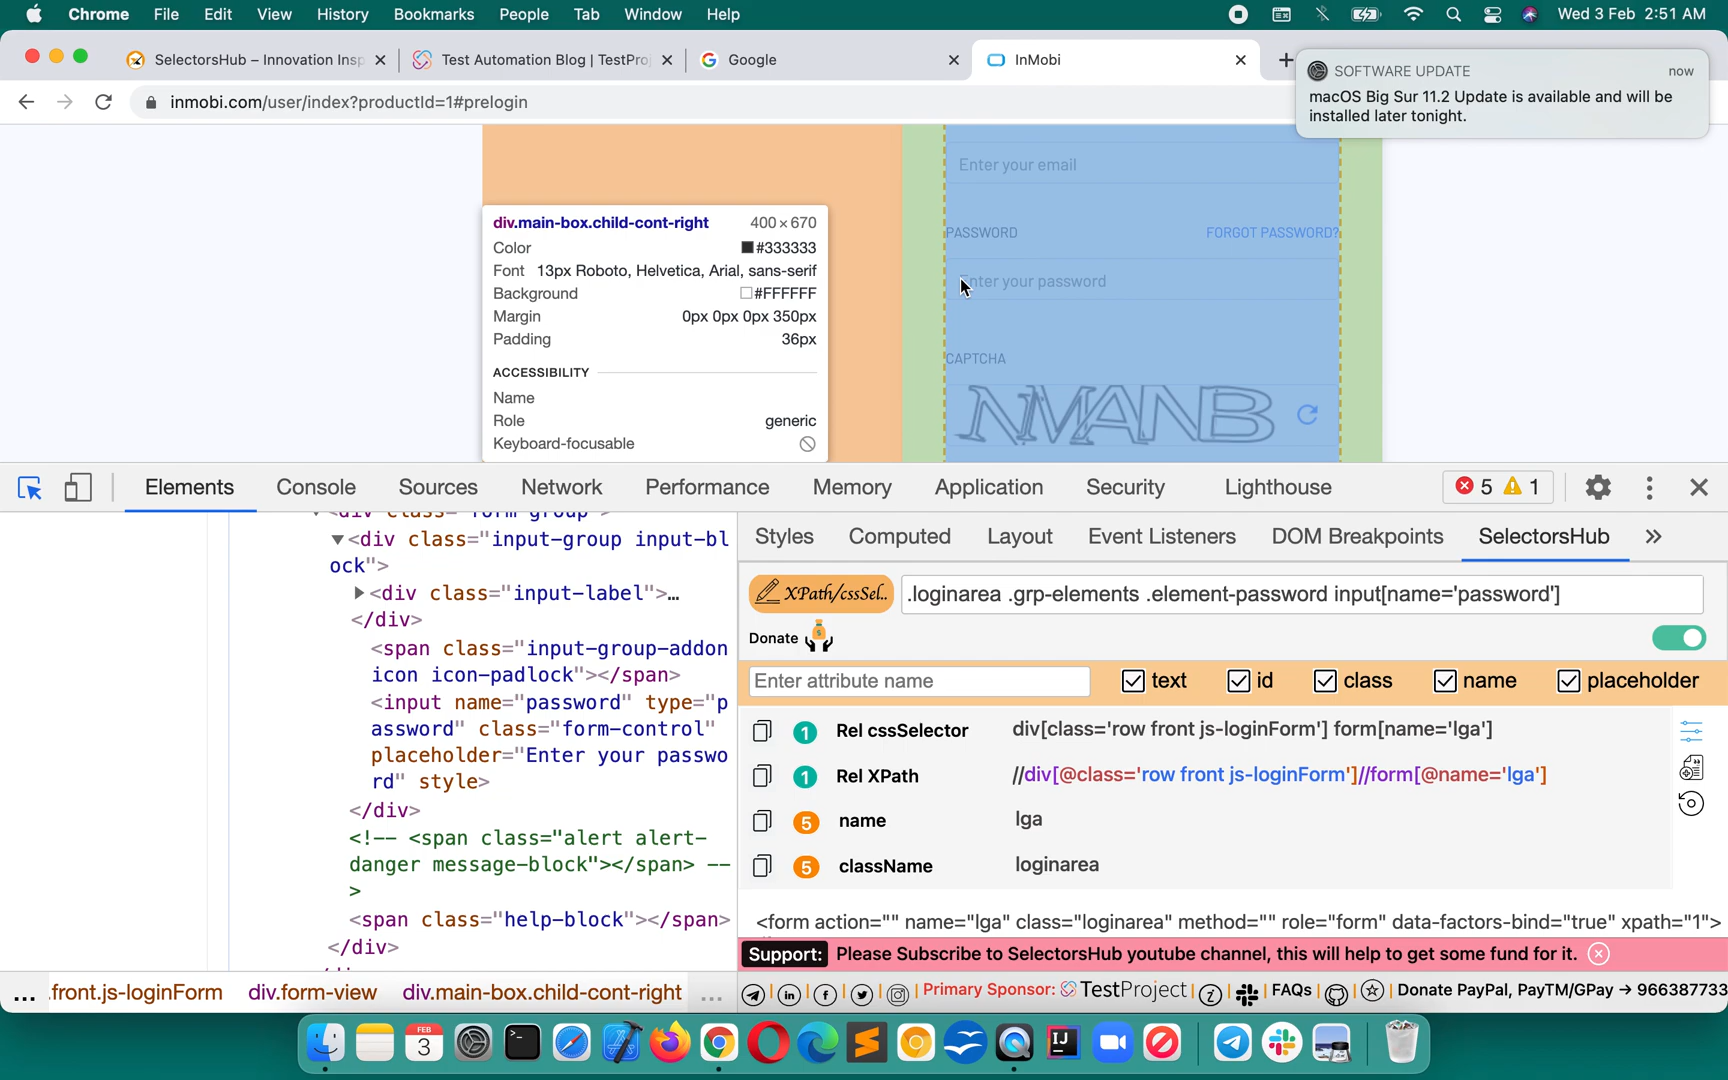 Chrome File Edit View History Bookmarks People Tab Window Help Wed 3 Feb 2:51 AM
SelectorsHub – Innovation Insp Test Automation Blog | TestPro Google InMobi
SOFTWARE UPDATE now
macOS Big Sur 11.2 Update is available and will be
installed later tonight.
inmobi.com/user/index?productId=1#prelogin
Enter your email
div.main-box.child-cont-right 400×670
Color #333333
Font 13px Roboto, Helvetica, Arial, sans-serif
Background #FFFFFF
Margin 0px 0px 0px 350px
Padding 36px
ACCESSIBILITY
Name
Role generic
Keyboard-focusable
PASSWORD FORGOT PASSWORD?
Enter your password
CAPTCHA
NMANB
Elements Console Sources Network Performance Memory Application Security Lighthouse 5 1
<div class="form-group">
▼<div class="input-group input-bl
ock">
▶<div class="input-label">…
</div>
<span class="input-group-addon
icon icon-padlock"></span>
<input name="password" type="p
assword" class="form-control"
placeholder="Enter your passwo
rd" style>
</div>
<!-- <span class="alert alert-
danger message-block"></span> --
>
<span class="help-block"></span>
</div>
... .front.js-loginForm div.form-view div.main-box.child-cont-right ...
Styles Computed Layout Event Listeners DOM Breakpoints SelectorsHub »
XPath/cssSel.. .loginarea .grp-elements .element-password input[name='password']
Donate
Enter attribute name text id class name placeholder
1 Rel cssSelector div[class='row front js-loginForm'] form[name='lga']
1 Rel XPath //div[@class='row front js-loginForm']//form[@name='lga']
5 name lga
5 className loginarea
<form action="" name="lga" class="loginarea" method="" role="form" data-factors-bind="true" xpath="1">
Support: Please Subscribe to SelectorsHub youtube channel, this will help to get some fund for it.
Primary Sponsor: TestProject FAQs Donate PayPal, PayTM/GPay → 966387733
FEB
3
IJ